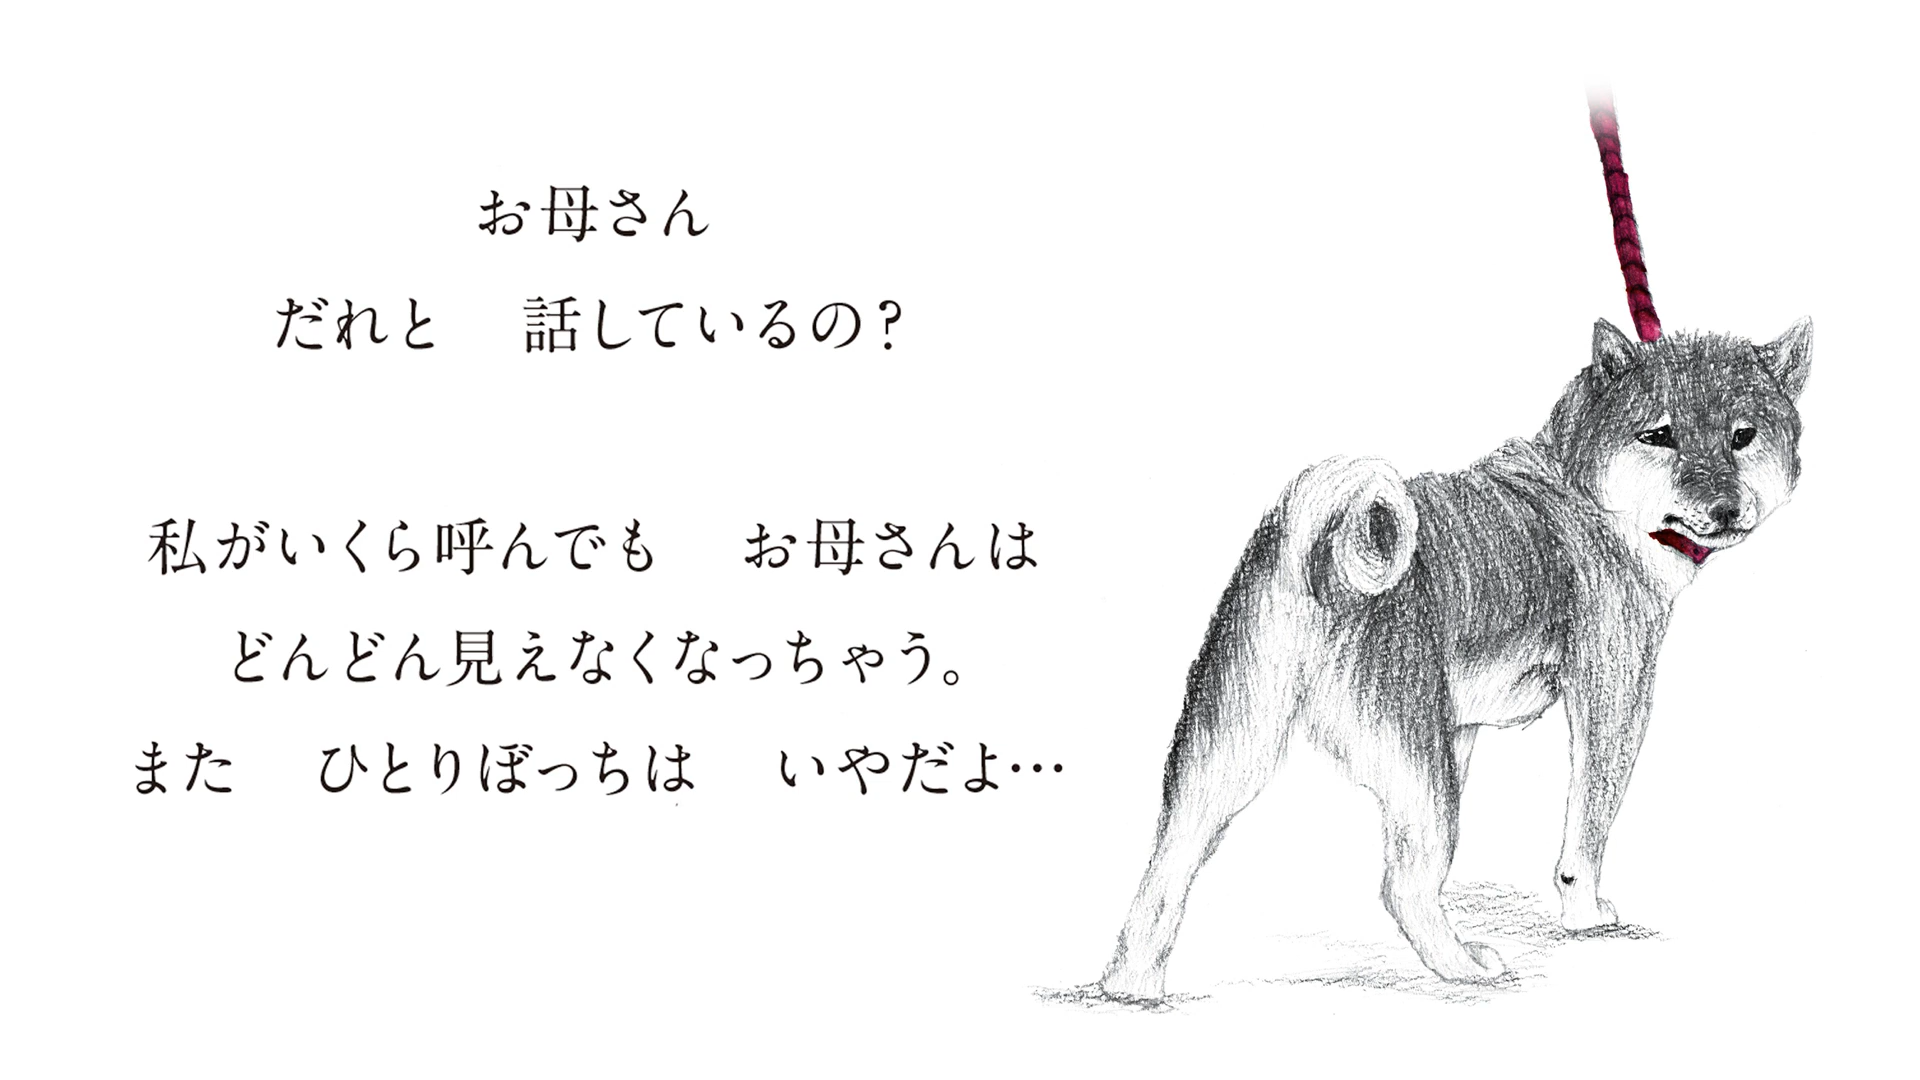 お母さん
だれと　話しているの？
私がいくら呼んでも　お母さんは
どんどん見えなくなっちゃう。
また　ひとりぼっちは　いやだよ…